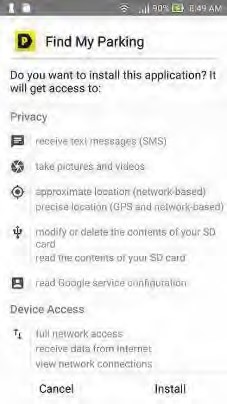 90% 8:49 AM
Find My Parking
Do you want to install this application? It
will get access to:
Privacy
receive text messages (SMS)
take pictures and videos
approximate location (network-based)
precise location (GPS and network-based)
modify or delete the contents of your SD
card
read the contents of your SD card
read Google service configuration
Device Access
full network access
receive data from Internet
view network connections
Cancel Install